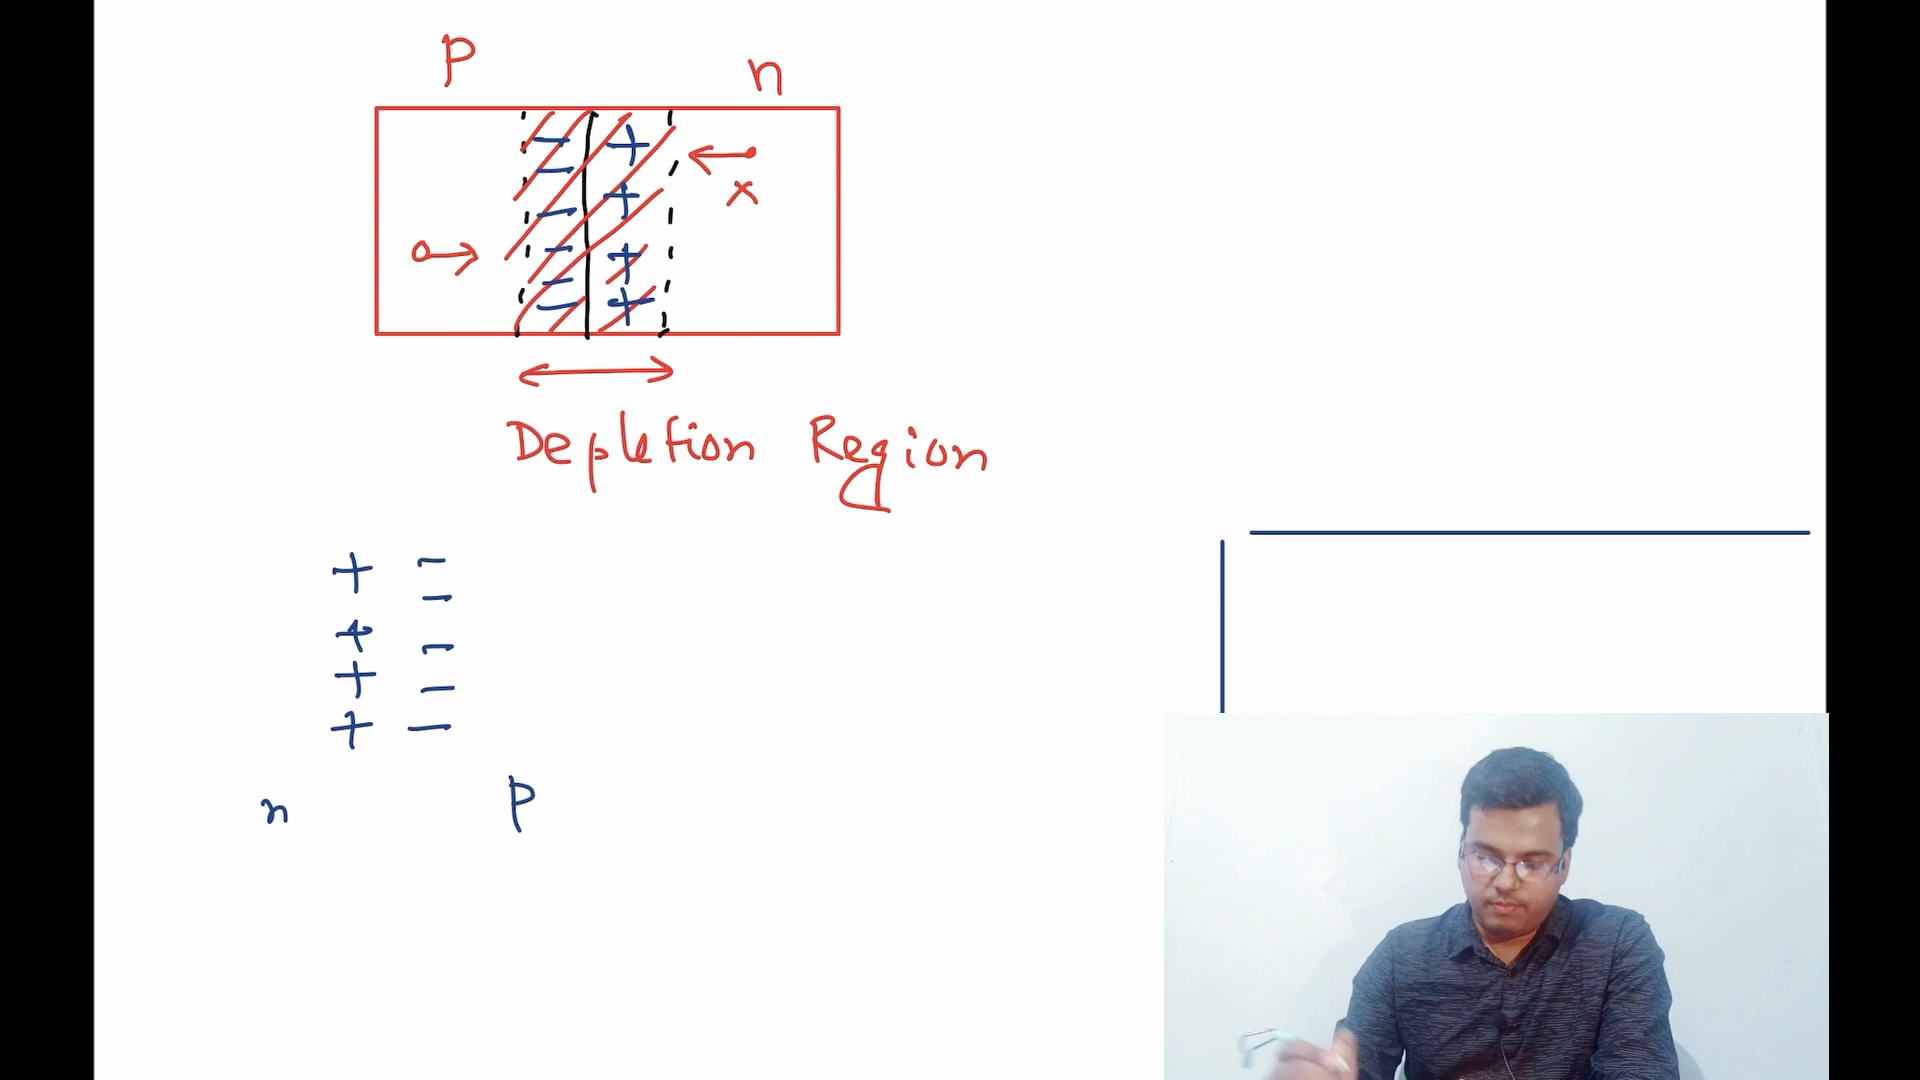 P n
− +
− + x
− +
o − +
−
− +
Depletion Region
+ −
−
+ −
+ −
+ −
n P